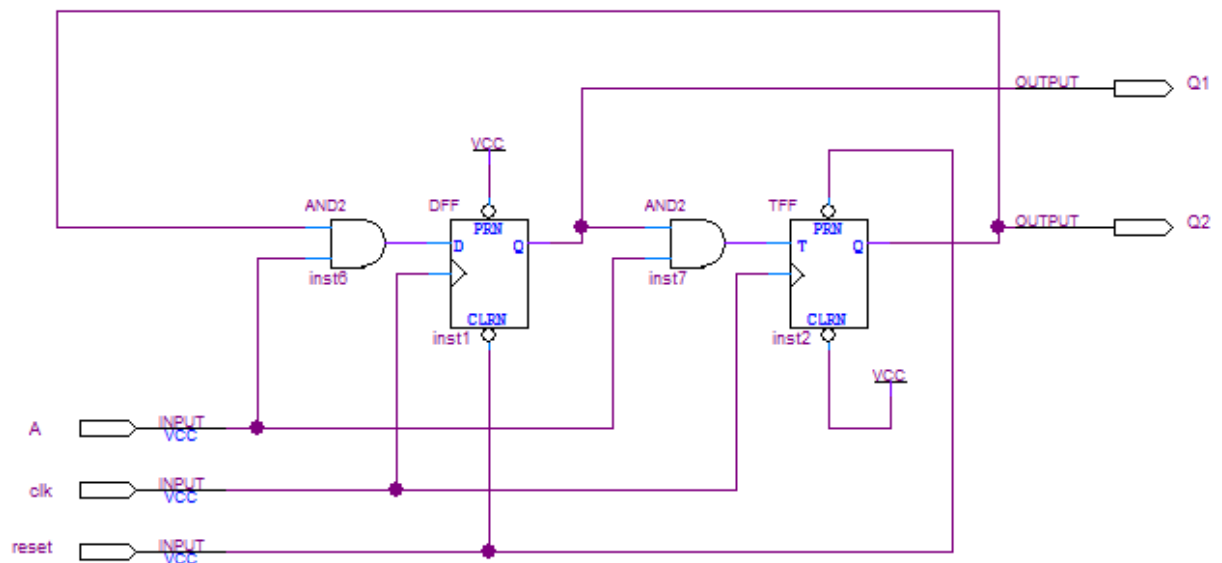 OUTPUT
Q1
VCC
AND2
DFF
AND2
TFF
PRN
PRN
OUTPUT
Q2
D
Q
T
Q
inst6
inst7
CLRN
CLRN
inst1
inst2
VCC
A
INPUT
VCC
clk
INPUT
VCC
reset
INPUT
VCC